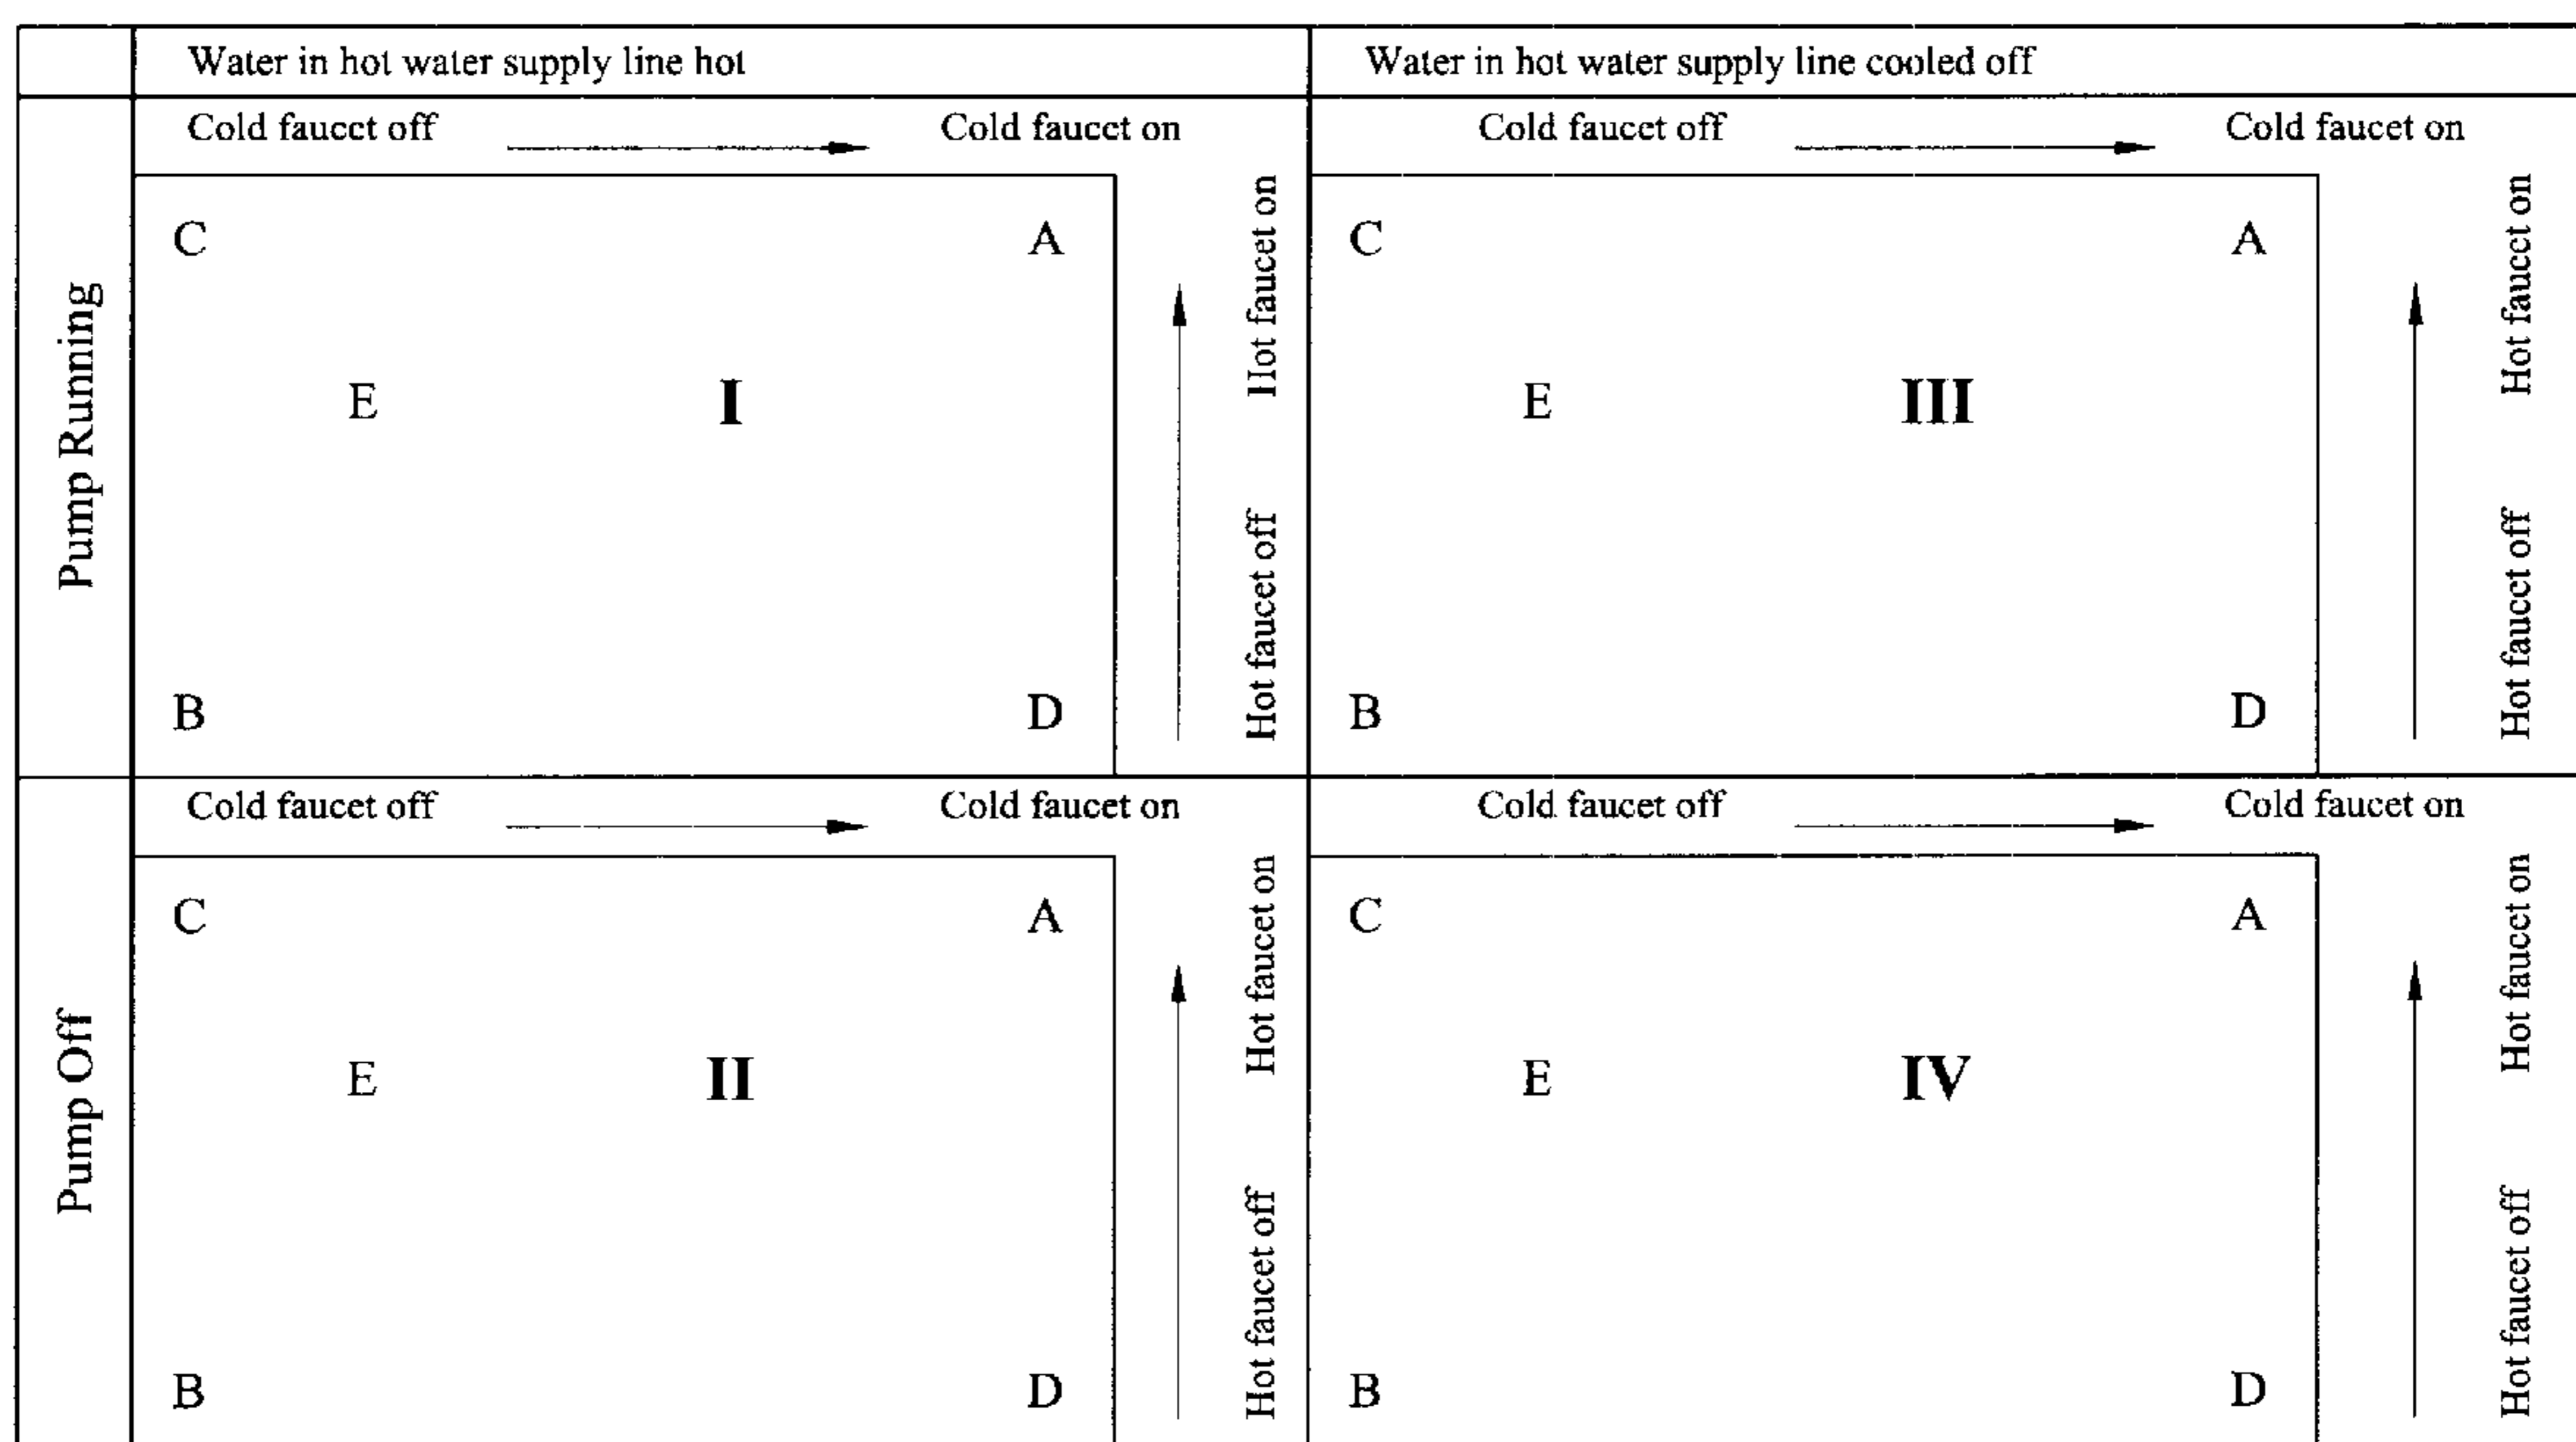 Water in hot water supply line hot
Water in hot water supply line cooled off
Pump Running
Cold faucet off
Cold faucet on
C
A
E
I
B
D
Hot faucet on
Hot faucet off
Cold faucet off
Cold faucet on
C
A
E
III
B
D
Hot faucet on
Hot faucet off
Pump Off
Cold faucet off
Cold faucet on
C
A
E
II
B
D
Hot faucet on
Hot faucet off
Cold faucet off
Cold faucet on
C
A
E
IV
B
D
Hot faucet on
Hot faucet off